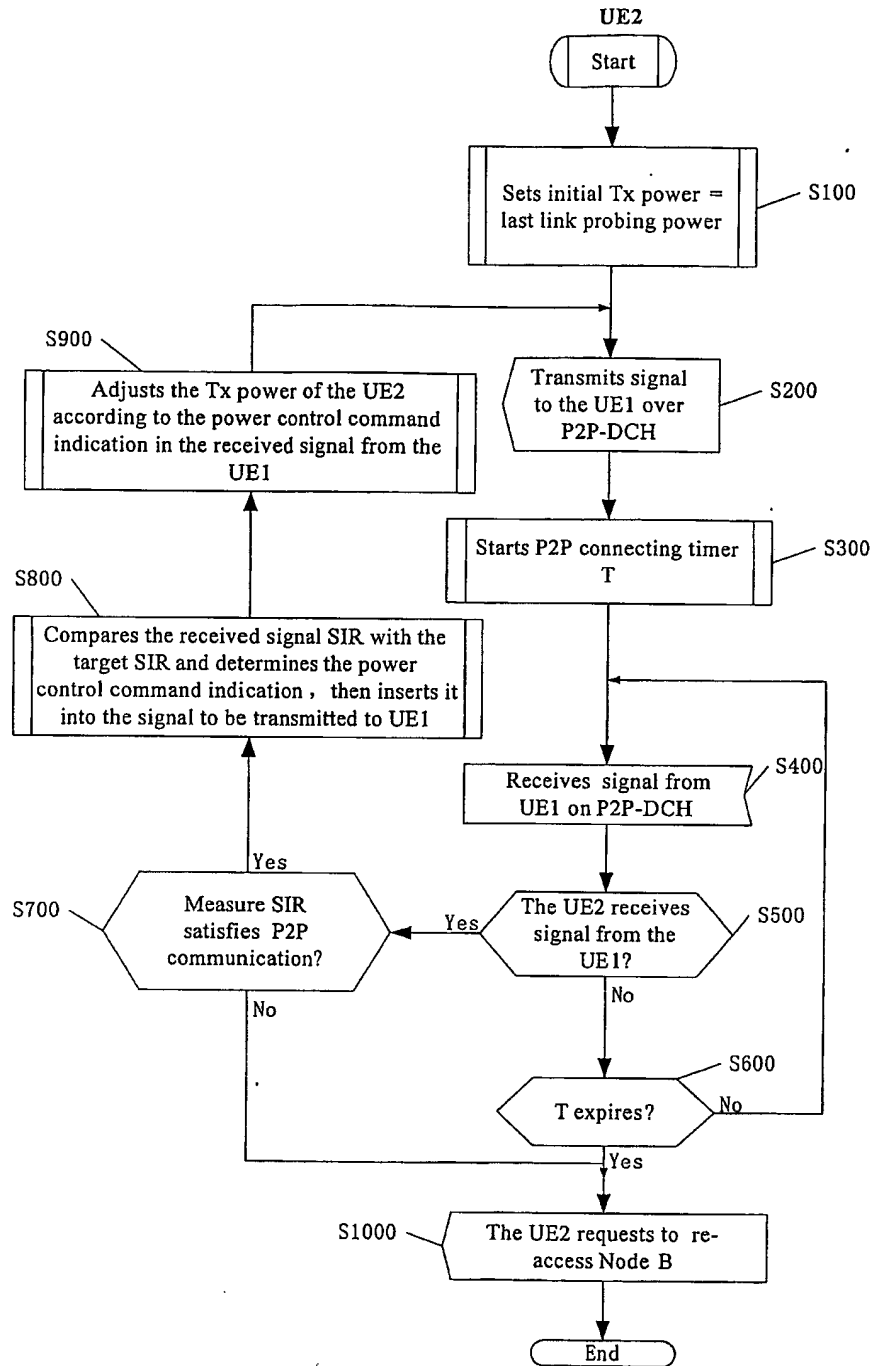 UE2
Start
Sets initial Tx power =
last link probing power
S100
S900
Adjusts the Tx power of the UE2
according to the power control command
indication in the received signal from the
UE1
Transmits signal
to the UE1 over
P2P-DCH
S200
Starts P2P connecting timer
T
S300
S800
Compares the received signal SIR with the
target SIR and determines the power
control command indication , then inserts it
into the signal to be transmitted to UE1
Receives signal from
UE1 on P2P-DCH
S400
Yes
S700
Measure SIR
satisfies P2P
communication?
Yes
The UE2 receives
signal from the
UE1?
S500
No
No
S600
T expires?
No
Yes
S1000
The UE2 requests to re-
access Node B
End